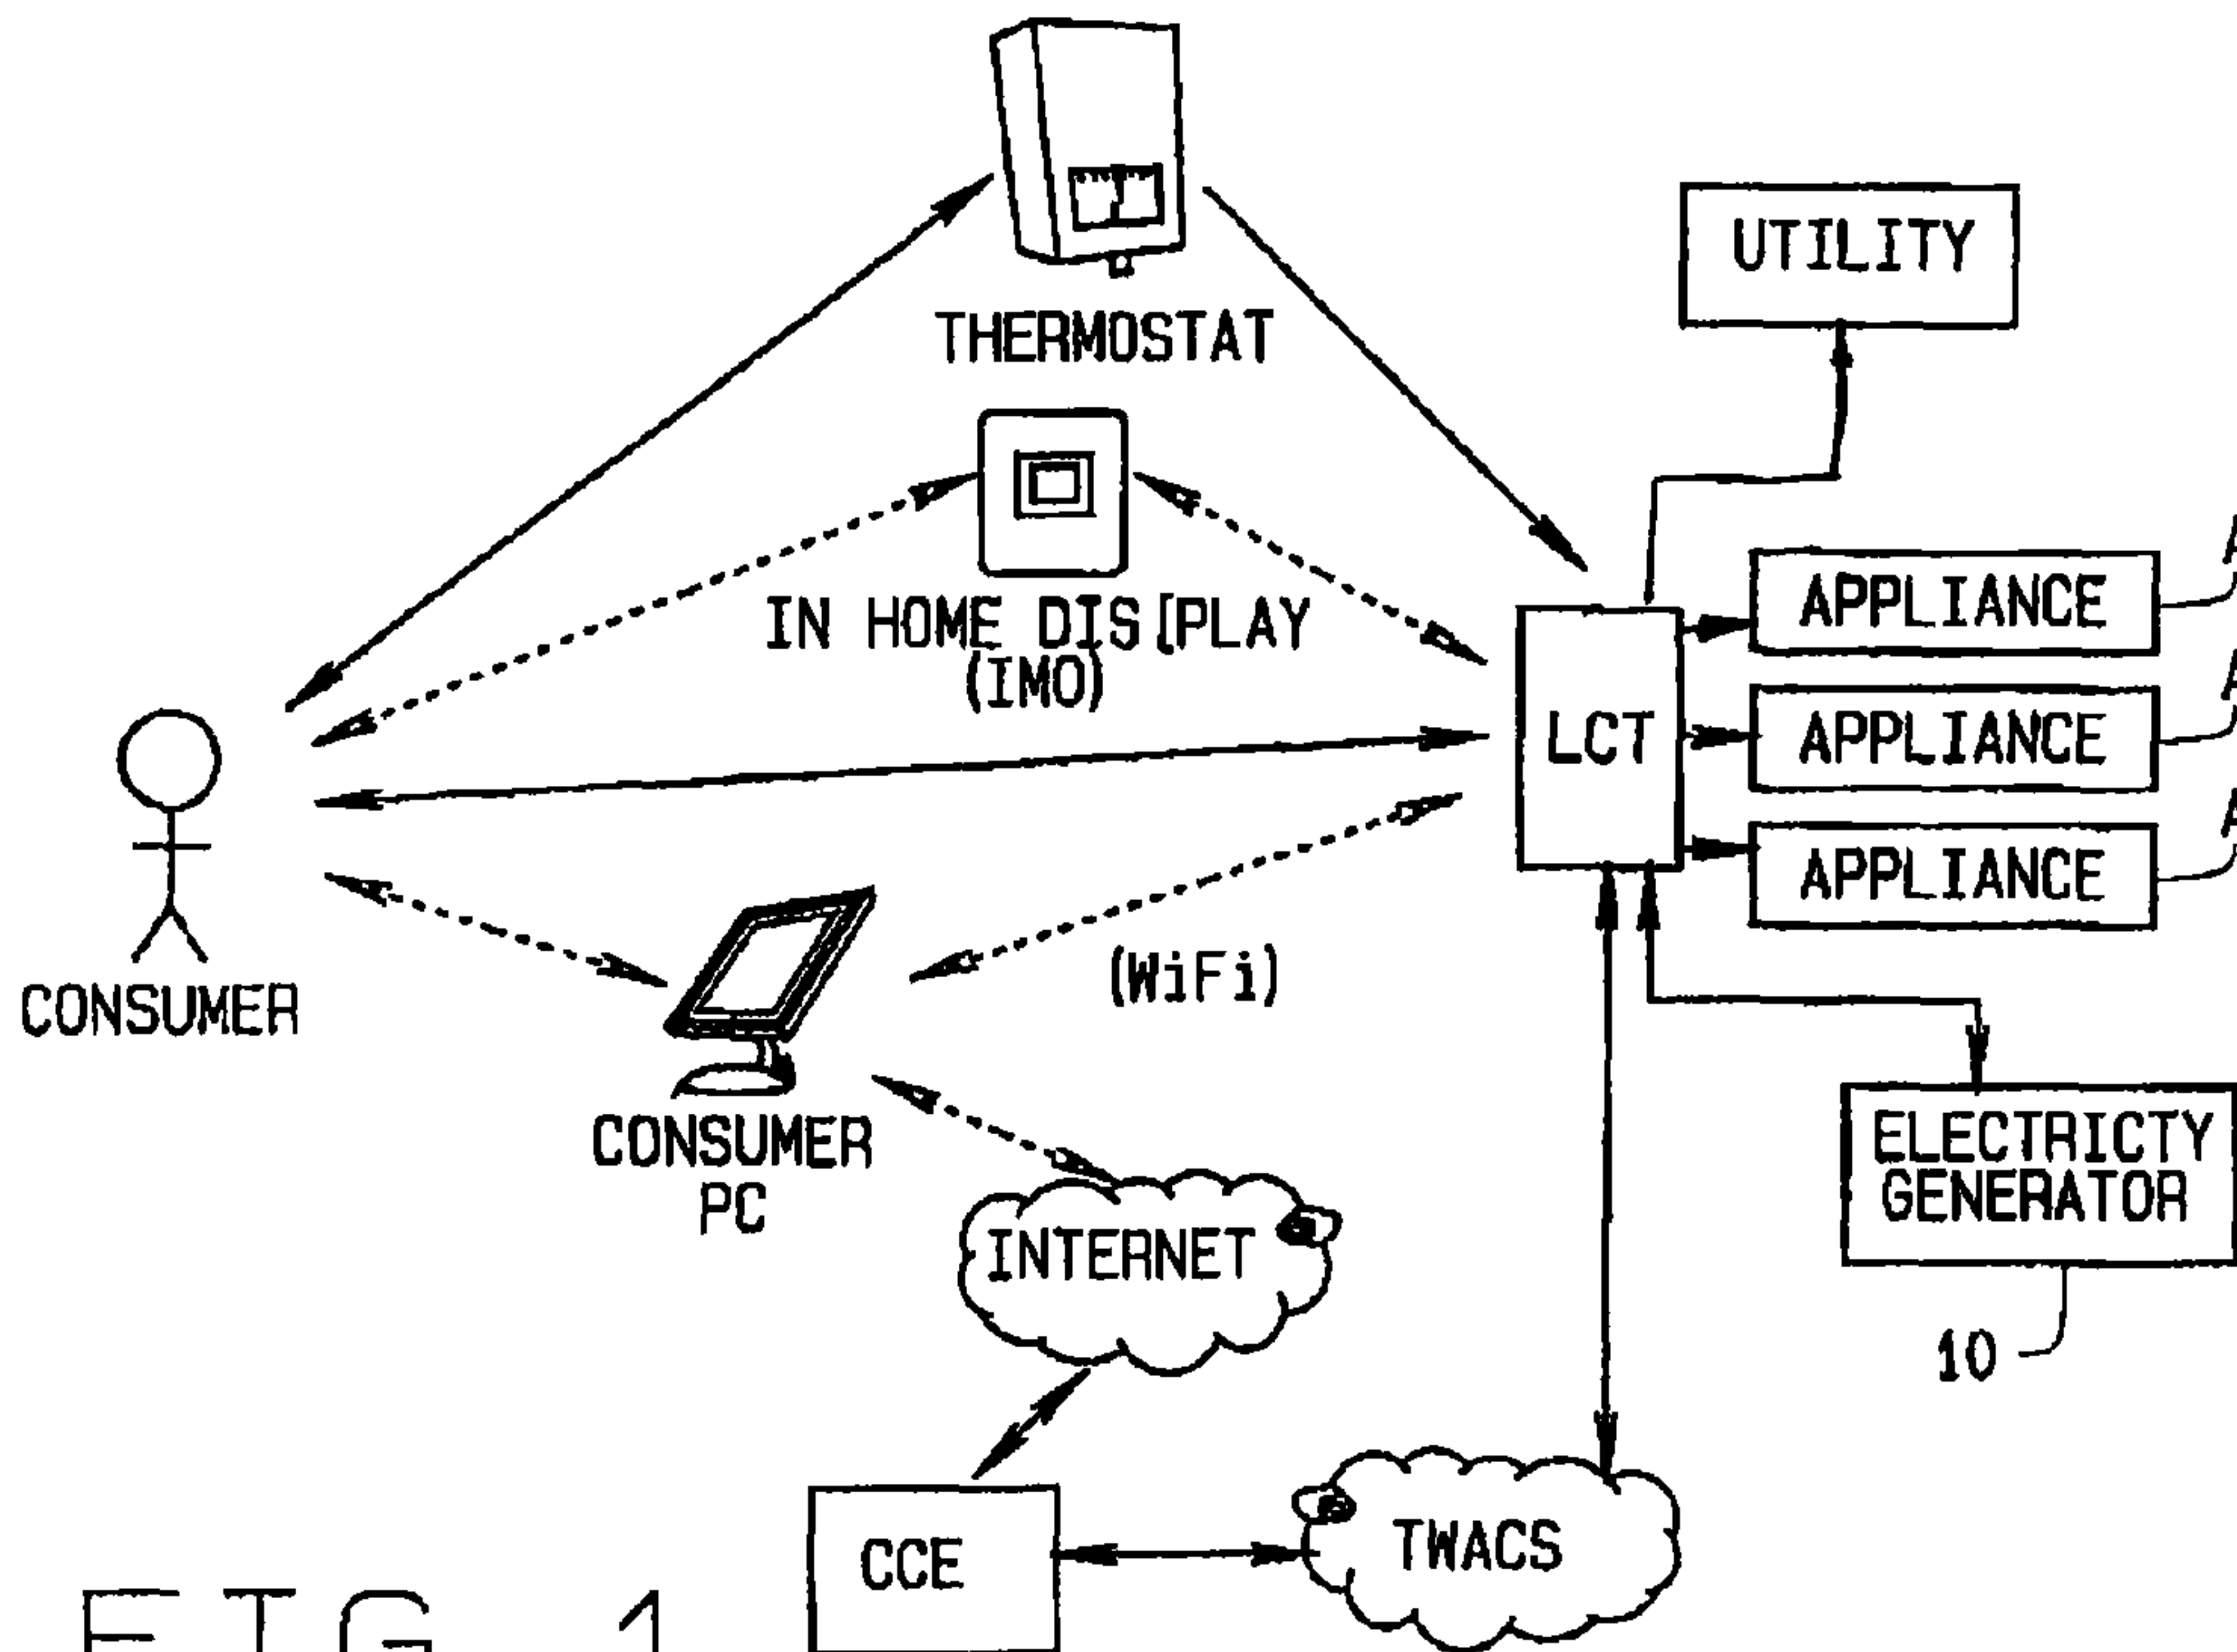 UTILITY
THERMOSTAT
IN HOME DIS[PLAY
(IMO)
APPLIANCE
LCT
APPLIANCE
APPLIANCE
CONSUMER
(WiFi)
CONSUMER
PC
ELECTRICTY
GENERATOR
INTERNET
10
CCE
TWACS
FIG. 1